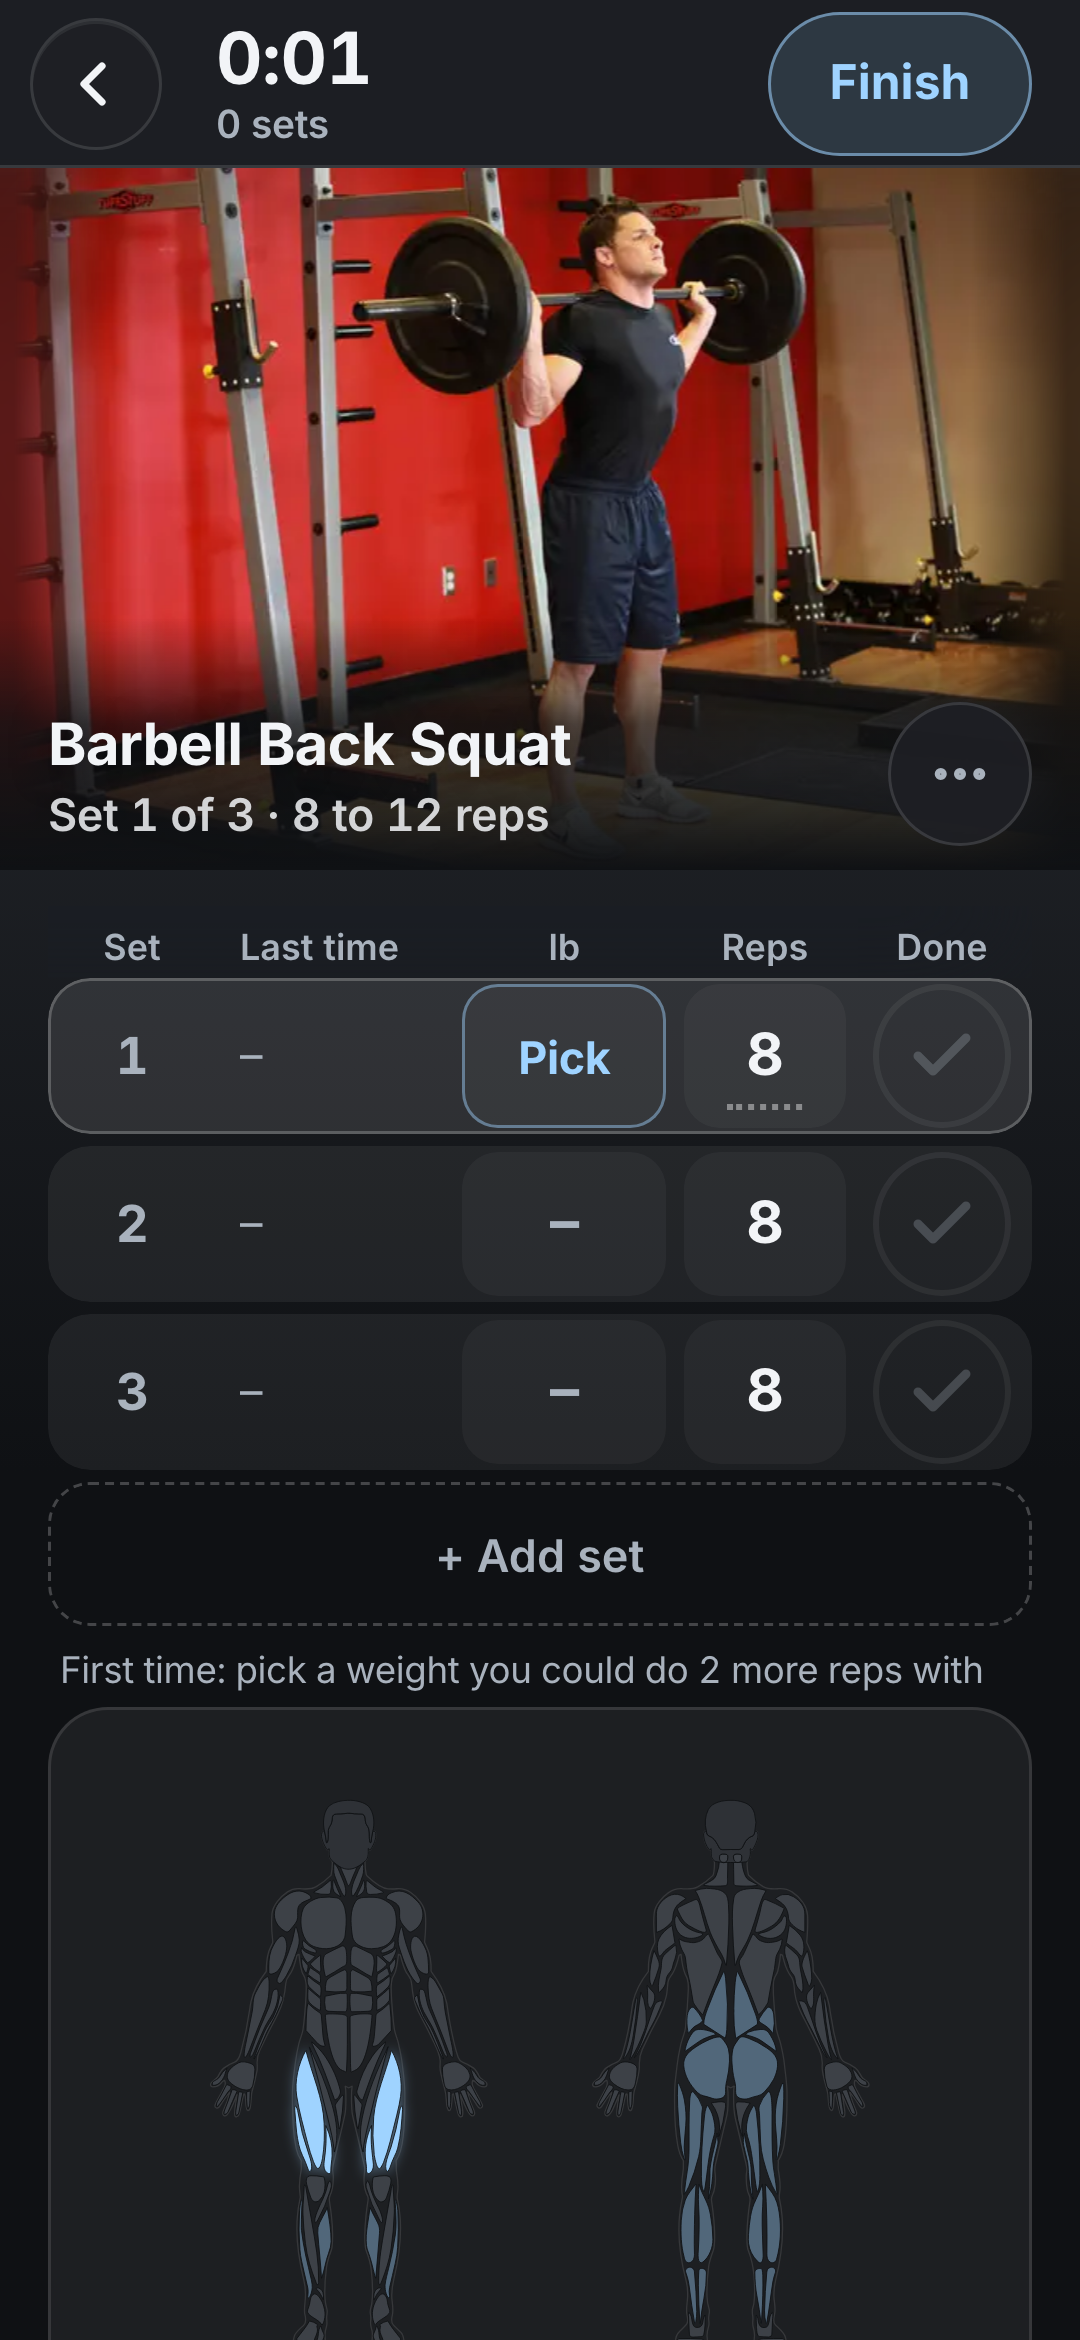 0:01
0 sets
Finish
Barbell Back Squat
Set 1 of 3 · 8 to 12 reps
Set Last time lb Reps Done
1 – Pick 8
2 – – 8
3 – – 8
+ Add set
First time: pick a weight you could do 2 more reps with